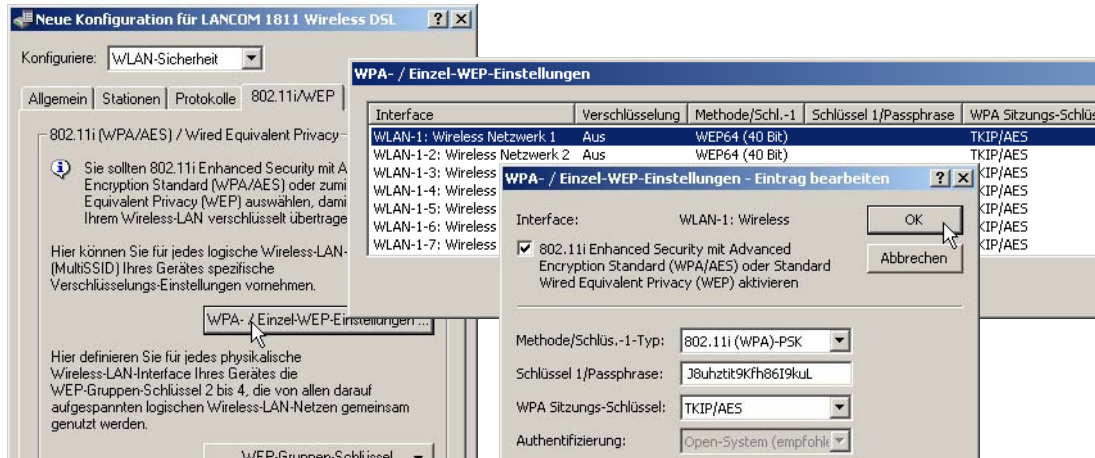 Neue Konfiguration für LANCOM 1811 Wireless DSL
Konfiguriere: WLAN-Sicherheit
Allgemein Stationen Protokolle 802.11i/WEP
802.11i (WPA/AES) / Wired Equivalent Privacy
Sie sollten 802.11i Enhanced Security mit A
Encryption Standard (WPA/AES) oder zumi
Equivalent Privacy (WEP) auswählen, dami
Ihrem Wireless-LAN verschlüsselt übertrage
Hier können Sie für jedes logische Wireless-LAN-
(MultiSSID) Ihres Gerätes spezifische
Verschlüsselungs-Einstellungen vornehmen.
WPA- / Einzel-WEP-Einstellungen ...
Hier definieren Sie für jedes physikalische
Wireless-LAN-Interface Ihres Gerätes die
WEP-Gruppen-Schlüssel 2 bis 4, die von allen darauf
aufgespannten logischen Wireless-LAN-Netzen gemeinsam
genutzt werden.
WEP-Gruppen-Schlüssel
WPA- / Einzel-WEP-Einstellungen
Interface Verschlüsselung Methode/Schl.-1 Schlüssel 1/Passphrase WPA Sitzungs-Schlüs
WLAN-1: Wireless Netzwerk 1 Aus WEP64 (40 Bit) TKIP/AES
WLAN-1-2: Wireless Netzwerk 2 Aus WEP64 (40 Bit) TKIP/AES
WLAN-1-3: Wireless KIP/AES
WLAN-1-4: Wireless KIP/AES
WLAN-1-5: Wireless KIP/AES
WLAN-1-6: Wireless KIP/AES
WLAN-1-7: Wireless KIP/AES
WPA- / Einzel-WEP-Einstellungen - Eintrag bearbeiten
Interface: WLAN-1: Wireless
OK
802.11i Enhanced Security mit Advanced
Encryption Standard (WPA/AES) oder Standard
Wired Equivalent Privacy (WEP) aktivieren
Abbrechen
Methode/Schlüs.-1-Typ: 802.11i (WPA)-PSK
Schlüssel 1/Passphrase: J8uhztit9Kfh86I9kuL
WPA Sitzungs-Schlüssel: TKIP/AES
Authentifizierung: Open-System (empfohle